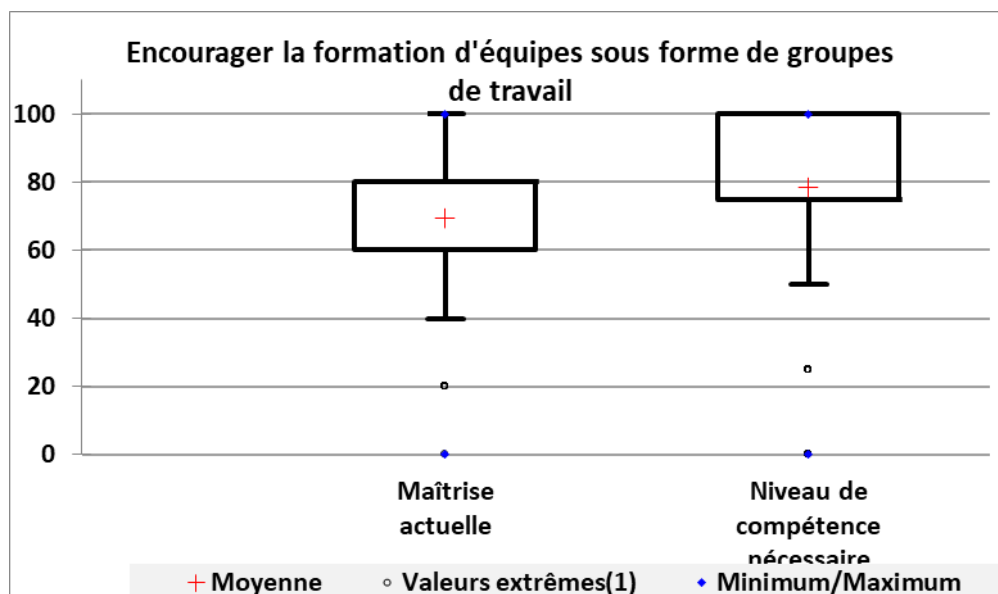 Encourager la formation d'équipes sous forme de groupes
de travail
100
80
60
40
20
0
Maîtrise
actuelle
Niveau de
compétence
nécessaire
Moyenne
Valeurs extrêmes(1)
Minimum/Maximum